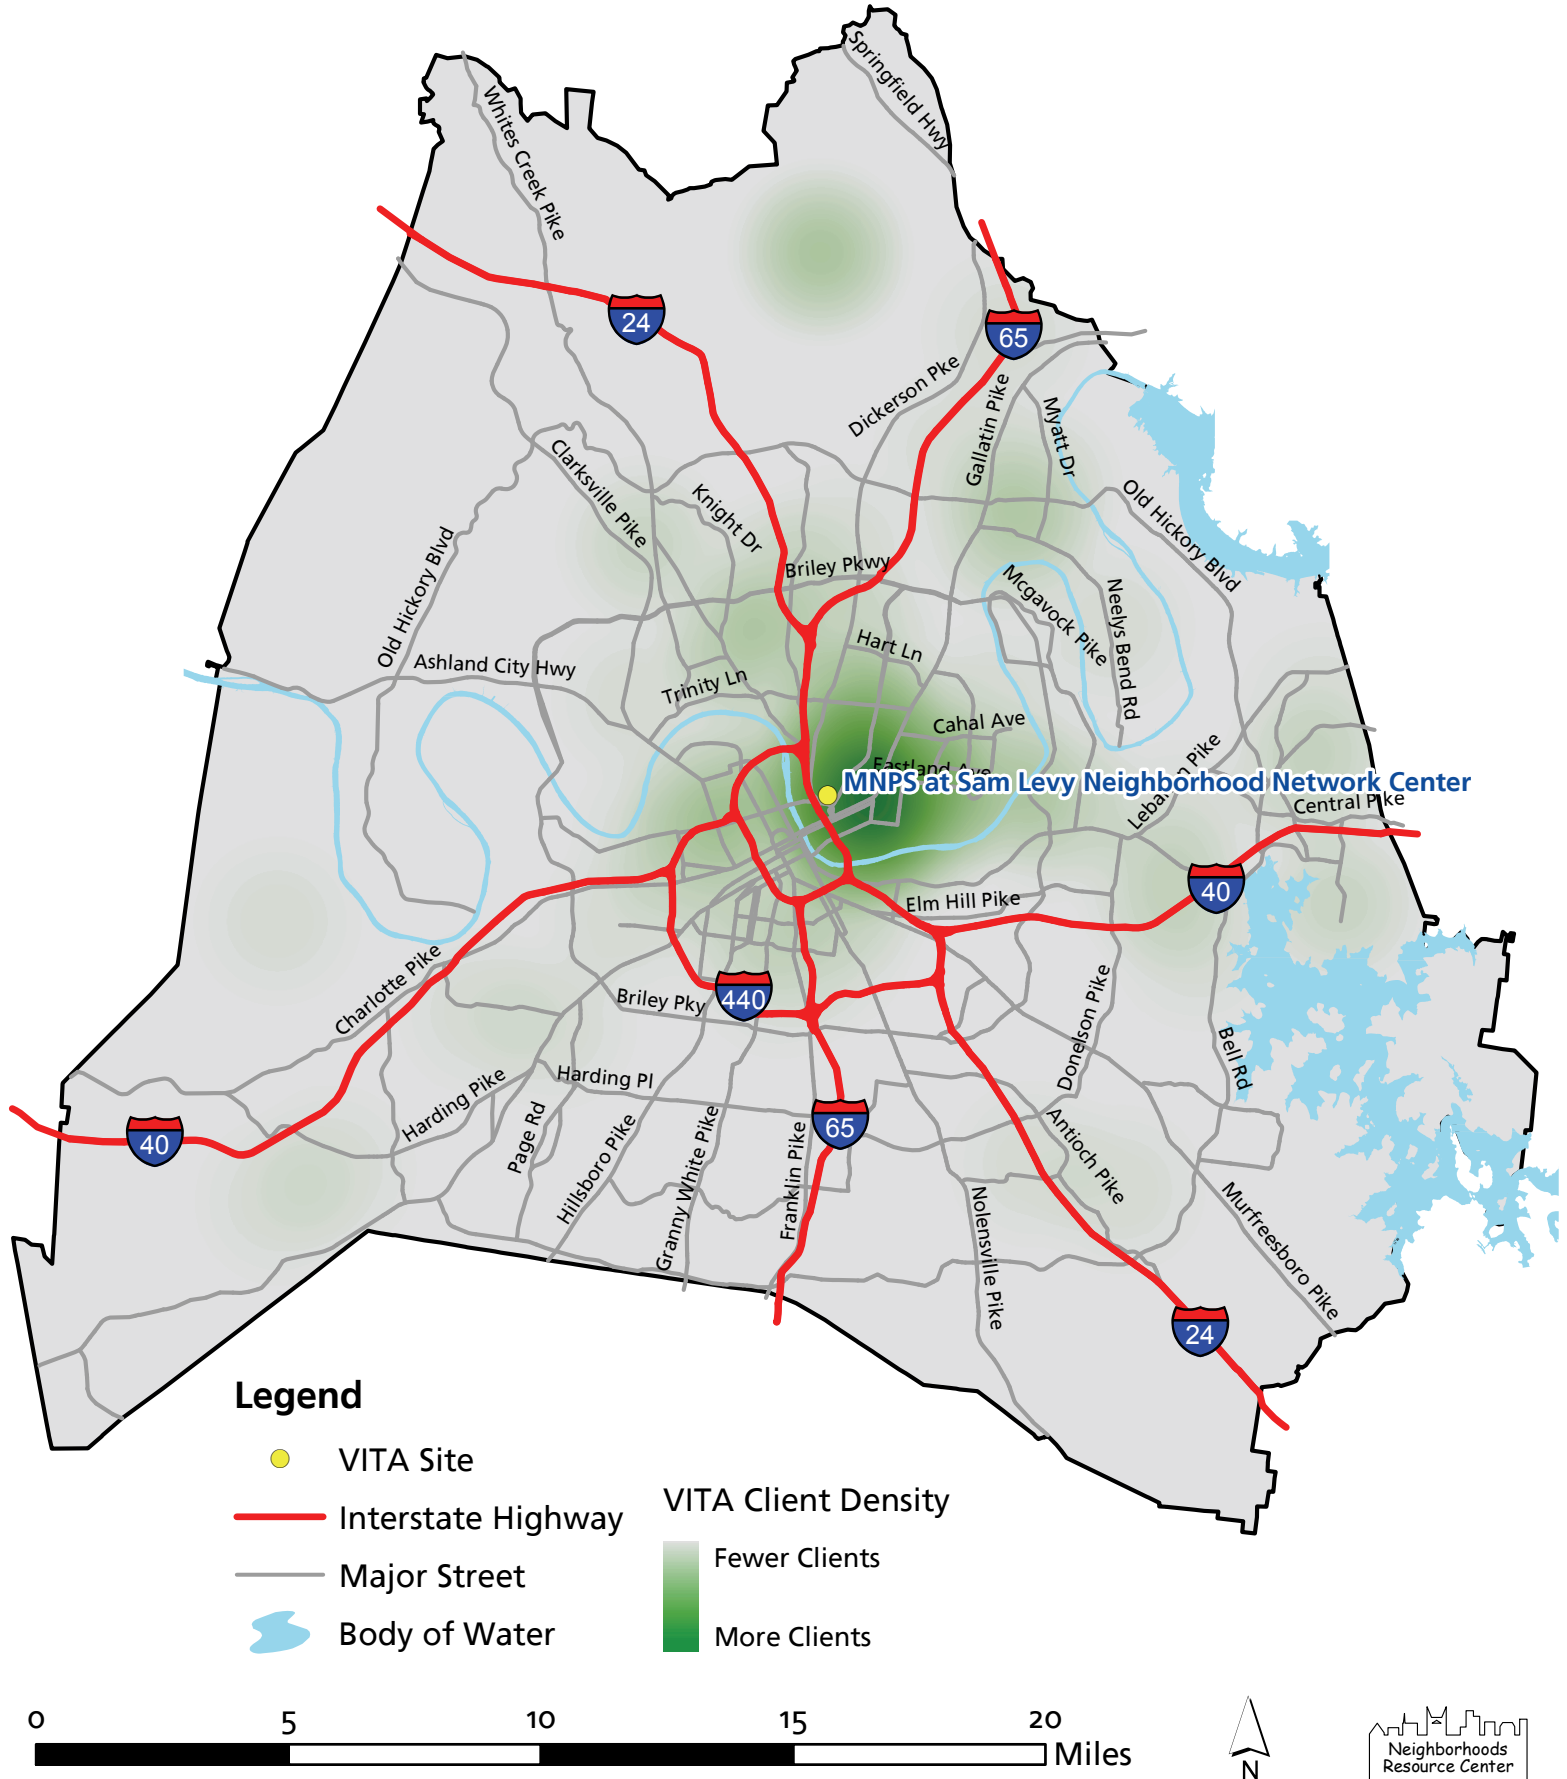 Springfield Hwy
Whites Creek Pike
24
65
Dickerson Pke
Gallatin Pike
Myatt Dr
Clarksville Pike
Knight Dr
Old Hickory Blvd
Old Hickory Blvd
Briley Pkwy
Mcgavock Pike
Neelys Bend Rd
Hart Ln
Ashland City Hwy
Trinity Ln
Cahal Ave
Eastland Ave
MNPS at Sam Levy Neighborhood Network Center
Lebanon Pike
Central Pike
40
Elm Hill Pike
Charlotte Pike
440
Briley Pky
Donelson Pike
Bell Rd
Harding Pl
Harding Pike
Page Rd
Hillsboro Pike
Granny White Pike
Franklin Pike
65
40
Antioch Pike
Nolensville Pike
Murfreesboro Pike
24
Legend
VITA Site
Interstate Highway
Major Street
Body of Water
VITA Client Density
Fewer Clients
More Clients
0 5 10 15 20
Miles
N
Neighborhoods
Resource Center